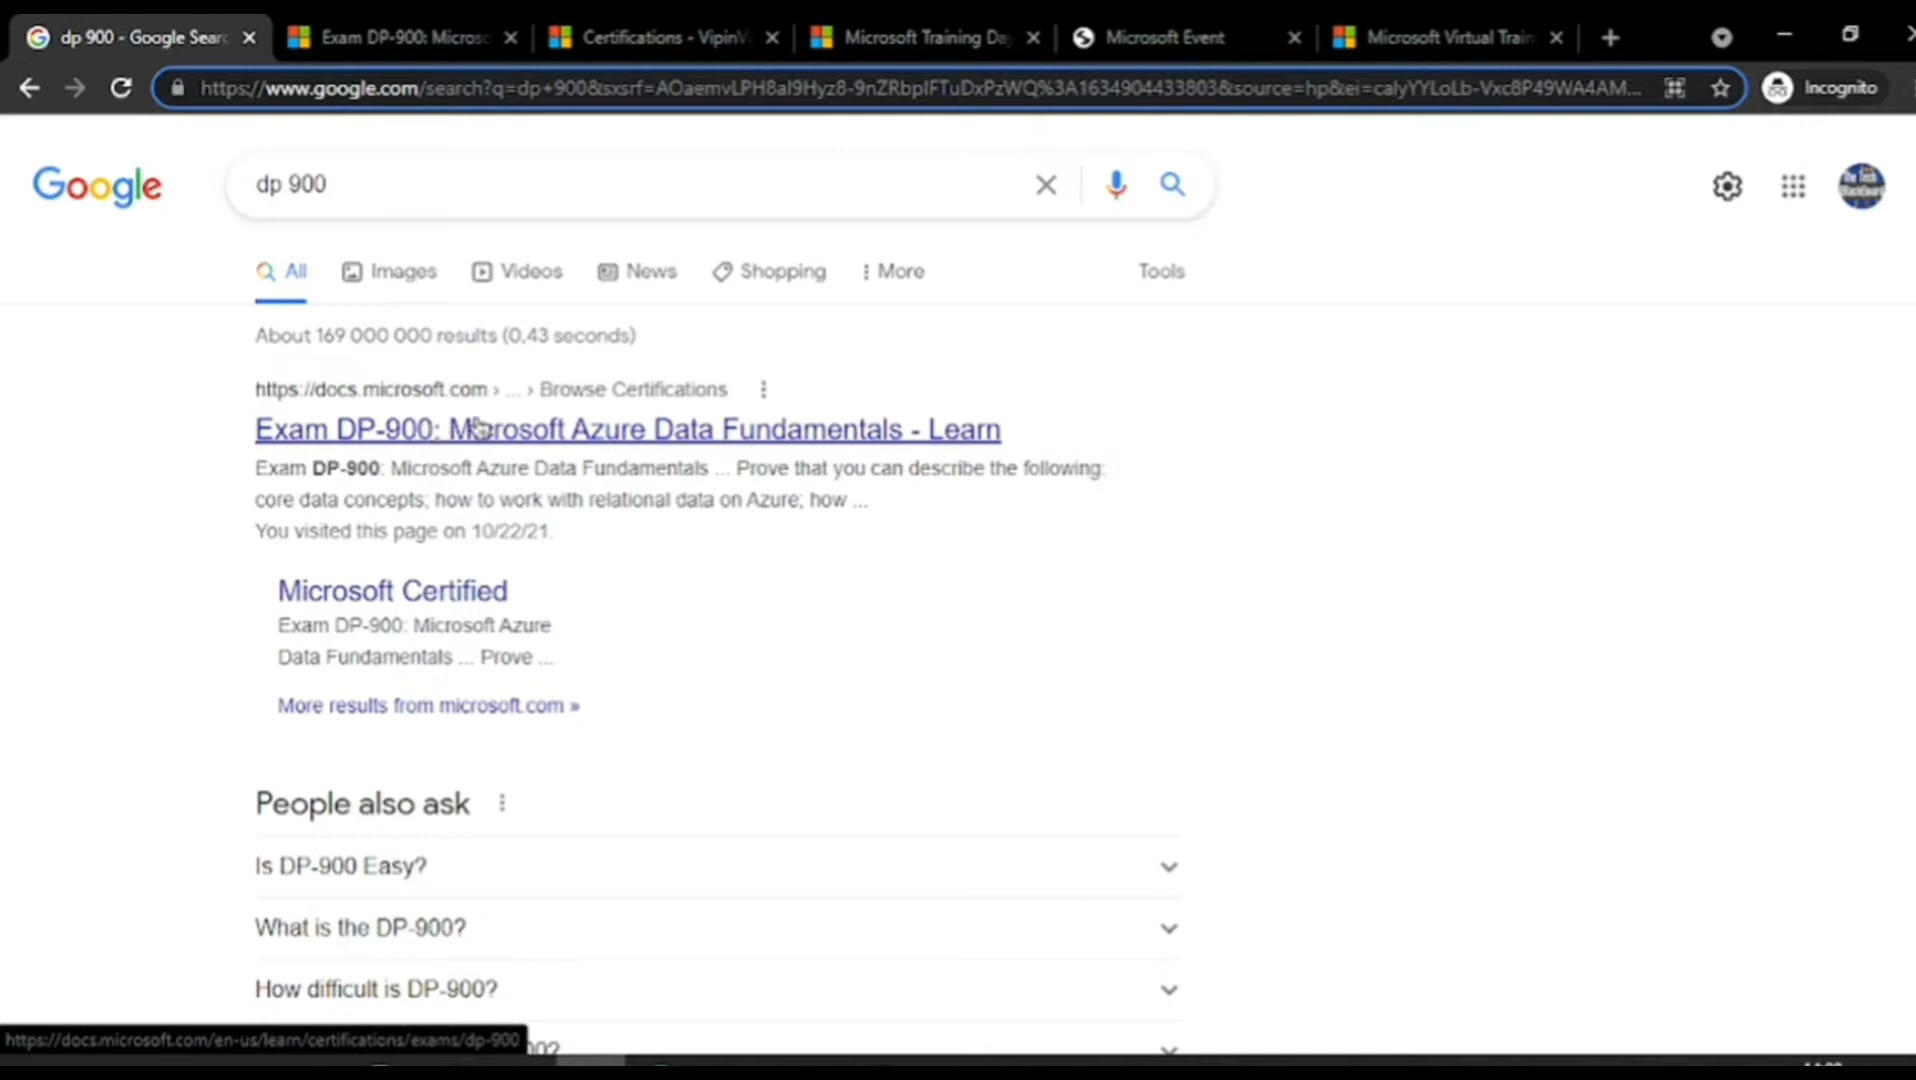 dp 900 - Google Sear
Exam DP-900: Microso
Certifications - VipinV
Microsoft Training Da
Microsoft Event
Microsoft Virtual Train
https://www.google.com/search?q=dp+900&sxsrf=AOaemvLPH8aI9Hyz8-9nZRbpIFTuDxPzWQ%3A1634904433803&source=hp&ei=calyYYLoLb-Vxc8P49WA4AM...
Incognito
Google
dp 900
All
Images
Videos
News
Shopping
More
Tools
About 169 000 000 results (0,43 seconds)
https://docs.microsoft.com › ... › Browse Certifications
Exam DP-900: Microsoft Azure Data Fundamentals - Learn
Exam DP-900: Microsoft Azure Data Fundamentals ... Prove that you can describe the following:
core data concepts; how to work with relational data on Azure; how ...
You visited this page on 10/22/21.
Microsoft Certified
Exam DP-900: Microsoft Azure
Data Fundamentals ... Prove ...
More results from microsoft.com »
People also ask
Is DP-900 Easy?
What is the DP-900?
How difficult is DP-900?
https://docs.microsoft.com/en-us/learn/certifications/exams/dp-900